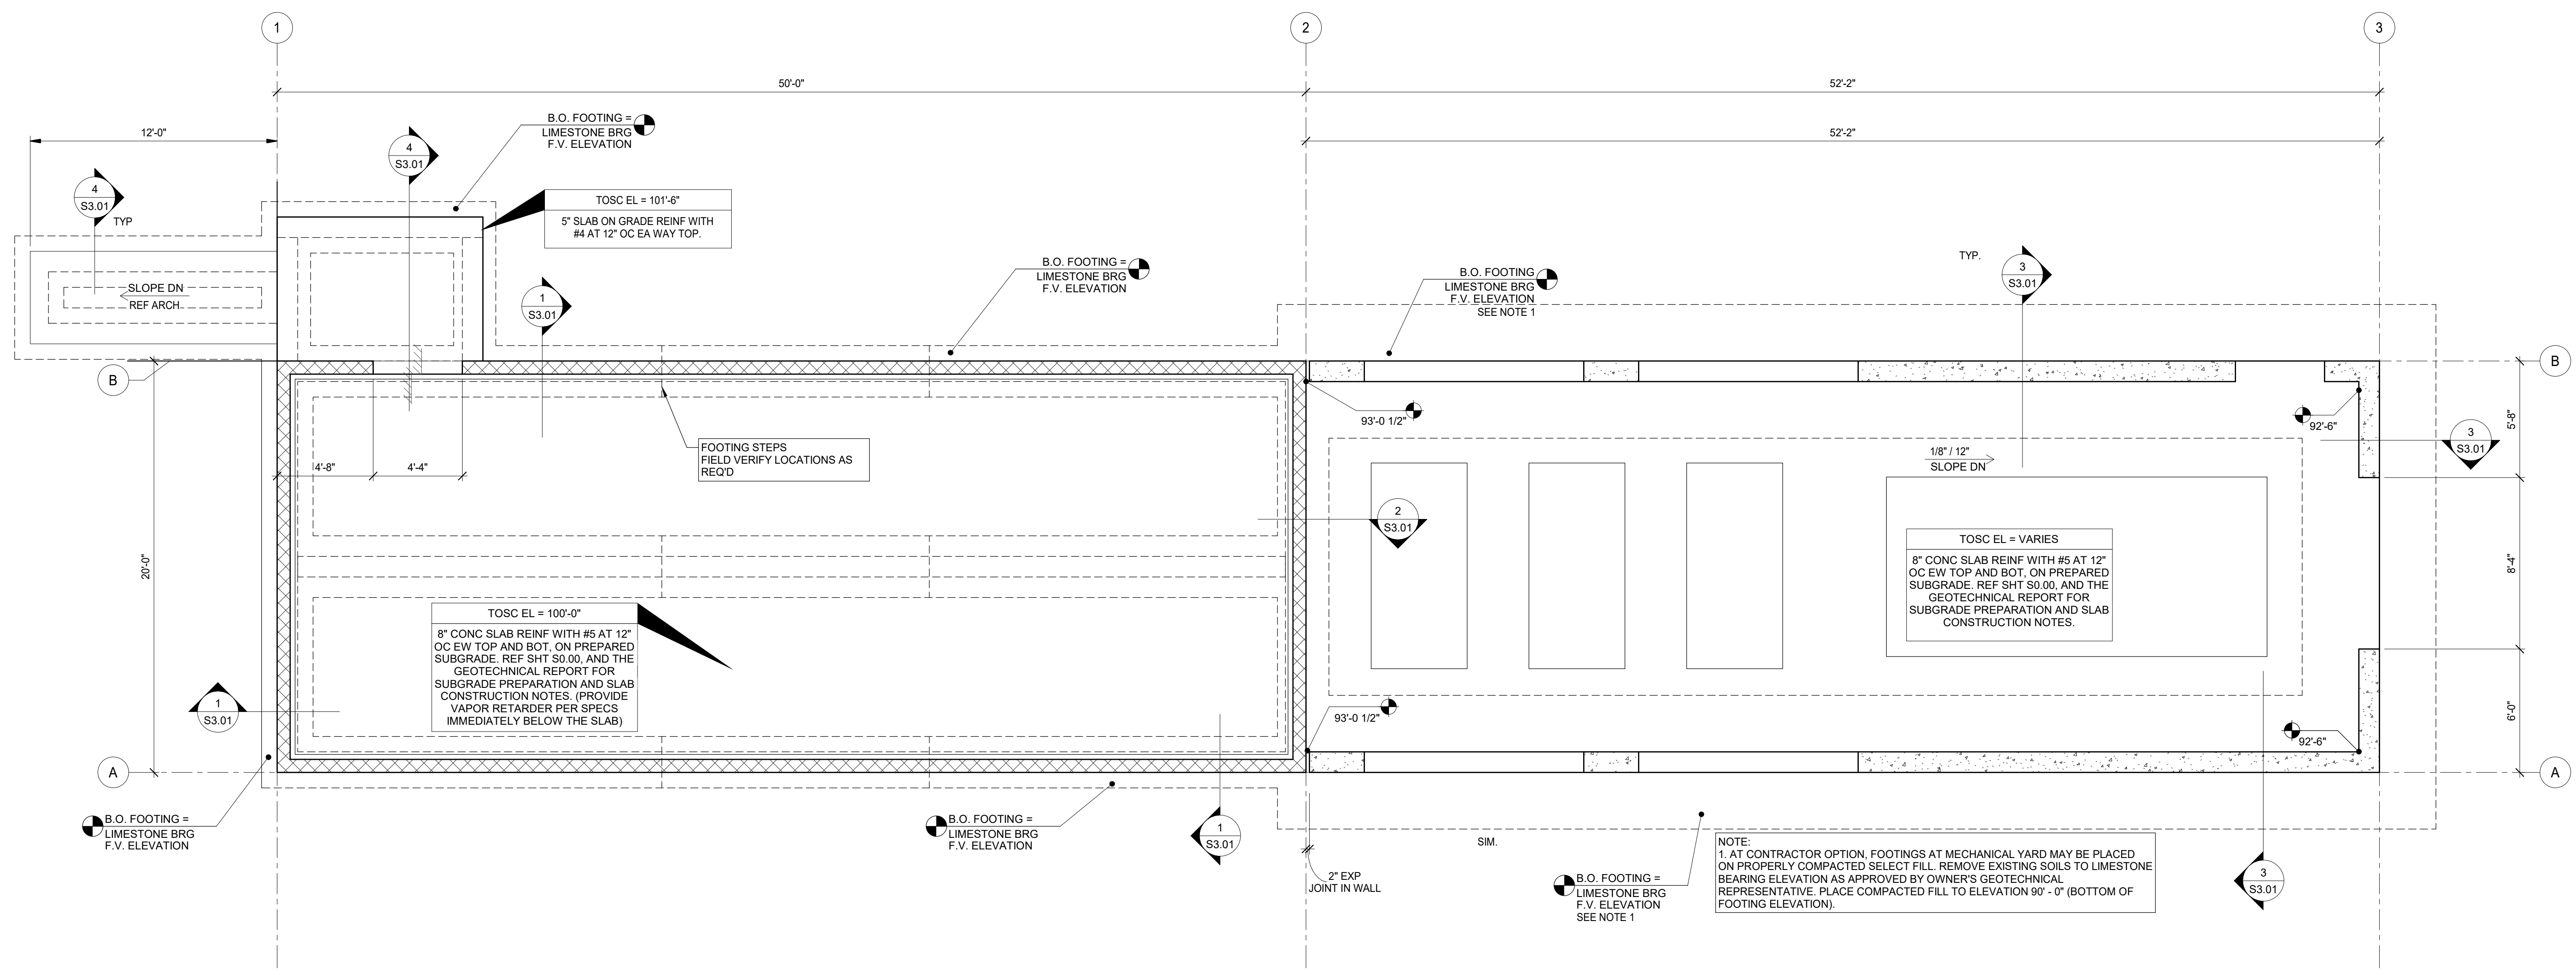 1
2
3
50'-0"
52'-2"
12'-0"
52'-2"
B.O. FOOTING =
LIMESTONE BRG
F.V. ELEVATION
4
S3.01
4
S3.01
TYP
TOSC EL = 101'-6"
5" SLAB ON GRADE REINF WITH
#4 AT 12" OC EA WAY TOP.
B.O. FOOTING =
LIMESTONE BRG
F.V. ELEVATION
B.O. FOOTING
LIMESTONE BRG
F.V. ELEVATION
SEE NOTE 1
TYP.
3
S3.01
SLOPE DN
REF ARCH
1
S3.01
B
B
93'-0 1/2"
92'-6"
5'-8"
3
S3.01
FOOTING STEPS
FIELD VERIFY LOCATIONS AS
REQ'D
4'-8"
4'-4"
1/8" / 12"
SLOPE DN
2
S3.01
20'-0"
TOSC EL = VARIES
8" CONC SLAB REINF WITH #5 AT 12"
OC EW TOP AND BOT, ON PREPARED
SUBGRADE. REF SHT S0.00, AND THE
GEOTECHNICAL REPORT FOR
SUBGRADE PREPARATION AND SLAB
CONSTRUCTION NOTES.
8'-4"
TOSC EL = 100'-0"
8" CONC SLAB REINF WITH #5 AT 12"
OC EW TOP AND BOT, ON PREPARED
SUBGRADE. REF SHT S0.00, AND THE
GEOTECHNICAL REPORT FOR
SUBGRADE PREPARATION AND SLAB
CONSTRUCTION NOTES. (PROVIDE
VAPOR RETARDER PER SPECS
IMMEDIATELY BELOW THE SLAB)
1
S3.01
93'-0 1/2"
92'-6"
6'-0"
A
A
B.O. FOOTING =
LIMESTONE BRG
F.V. ELEVATION
B.O. FOOTING =
LIMESTONE BRG
F.V. ELEVATION
1
S3.01
SIM.
2" EXP
JOINT IN WALL
B.O. FOOTING =
LIMESTONE BRG
F.V. ELEVATION
SEE NOTE 1
NOTE:
1. AT CONTRACTOR OPTION, FOOTINGS AT MECHANICAL YARD MAY BE PLACED
ON PROPERLY COMPACTED SELECT FILL. REMOVE EXISTING SOILS TO LIMESTONE
BEARING ELEVATION AS APPROVED BY OWNER'S GEOTECHNICAL
REPRESENTATIVE. PLACE COMPACTED FILL TO ELEVATION 90' - 0" (BOTTOM OF
FOOTING ELEVATION).
3
S3.01